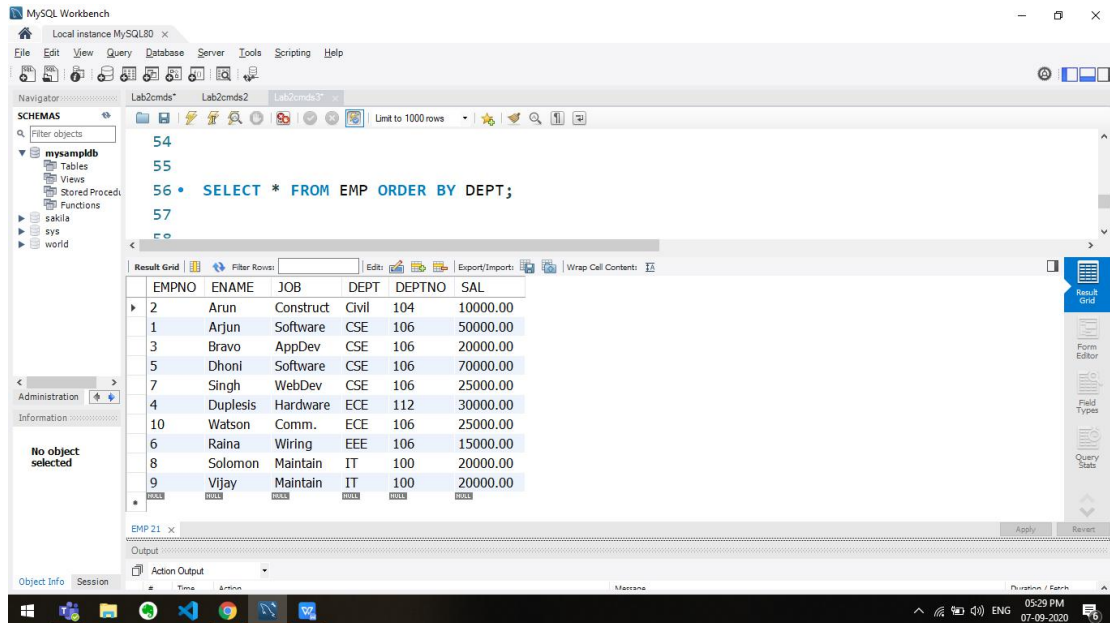 MySQL Workbench
Local instance MySQL80 ×
File Edit View Query Database Server Tools Scripting Help
Navigator
SCHEMAS
Filter objects
mysampldb
Tables
Views
Stored Procedu
Functions
sakila
sys
world
Administration
Information
No object
selected
Object Info Session
Lab2cmds* Lab2cmds2 Lab2cmds3* ×
Limit to 1000 rows
54
55
56 • SELECT * FROM EMP ORDER BY DEPT;
57
58
Result Grid Filter Rows: Edit: Export/Import: Wrap Cell Content:
EMPNO ENAME JOB DEPT DEPTNO SAL
2 Arun Construct Civil 104 10000.00
1 Arjun Software CSE 106 50000.00
3 Bravo AppDev CSE 106 20000.00
5 Dhoni Software CSE 106 70000.00
7 Singh WebDev CSE 106 25000.00
4 Duplesis Hardware ECE 112 30000.00
10 Watson Comm. ECE 106 25000.00
6 Raina Wiring EEE 106 15000.00
8 Solomon Maintain IT 100 20000.00
9 Vijay Maintain IT 100 20000.00
NULL NULL NULL NULL NULL NULL
Result
Grid
Form
Editor
Field
Types
Query
Stats
EMP 21 × Apply Revert
Output
Action Output
# Time Action Message Duration / Fetch
ENG 05:29 PM
07-09-2020
6